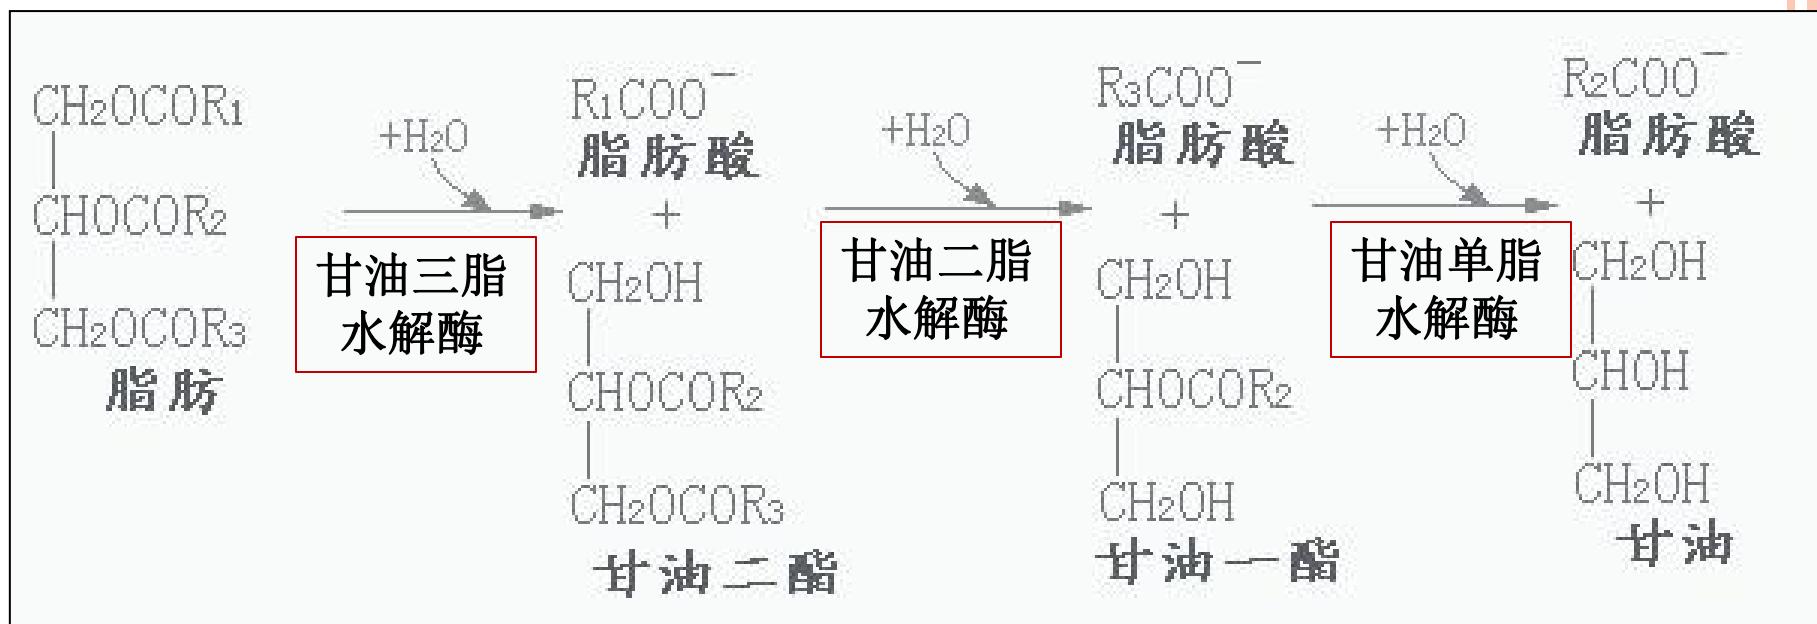 CH₂OCOR₁
CHOCOR₂
CH₂OCOR₃
脂肪
+H₂O
甘油三脂
水解酶
R₁COO⁻
脂肪酸
+
CH₂OH
CHOCOR₂
CH₂OCOR₃
甘油二酯
+H₂O
甘油二脂
水解酶
R₃COO⁻
脂肪酸
+
CH₂OH
CHOCOR₂
CH₂OH
甘油一酯
+H₂O
甘油单脂
水解酶
R₂COO⁻
脂肪酸
+
CH₂OH
CHOH
CH₂OH
甘油